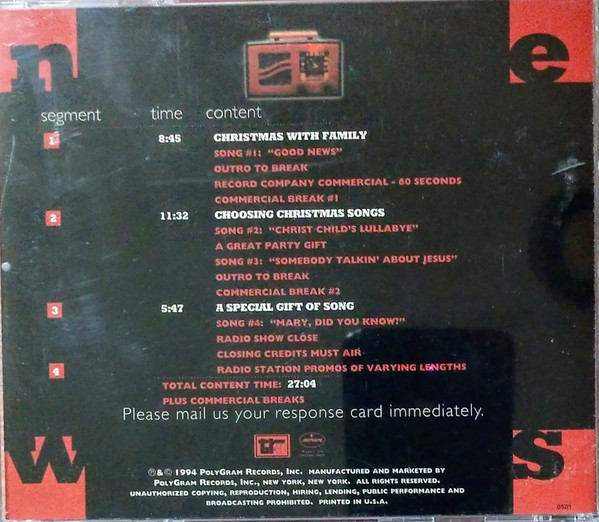 n e
segment time content
1 8:45 CHRISTMAS WITH FAMILY
SONG #1: "GOOD NEWS"
OUTRO TO BREAK
RECORD COMPANY COMMERCIAL - 60 SECONDS
COMMERCIAL BREAK #1
2 11:32 CHOOSING CHRISTMAS SONGS
SONG #2: "CHRIST CHILD'S LULLABYE"
A GREAT PARTY GIFT
SONG #3: "SOMEBODY TALKIN' ABOUT JESUS"
OUTRO TO BREAK
COMMERCIAL BREAK #2
3 5:47 A SPECIAL GIFT OF SONG
SONG #4: "MARY, DID YOU KNOW?"
RADIO SHOW CLOSE
CLOSING CREDITS MUST AIR
4 RADIO STATION PROMOS OF VARYING LENGTHS
TOTAL CONTENT TIME: 27:04
PLUS COMMERCIAL BREAKS
Please mail us your response card immediately.
w s
℗& © 1994 POLYGRAM RECORDS, INC. MANUFACTURED AND MARKETED BY
POLYGRAM RECORDS, INC., NEW YORK, NEW YORK. ALL RIGHTS RESERVED.
UNAUTHORIZED COPYING, REPRODUCTION, HIRING, LENDING, PUBLIC PERFORMANCE AND
BROADCASTING PROHIBITED. PRINTED IN U.S.A.